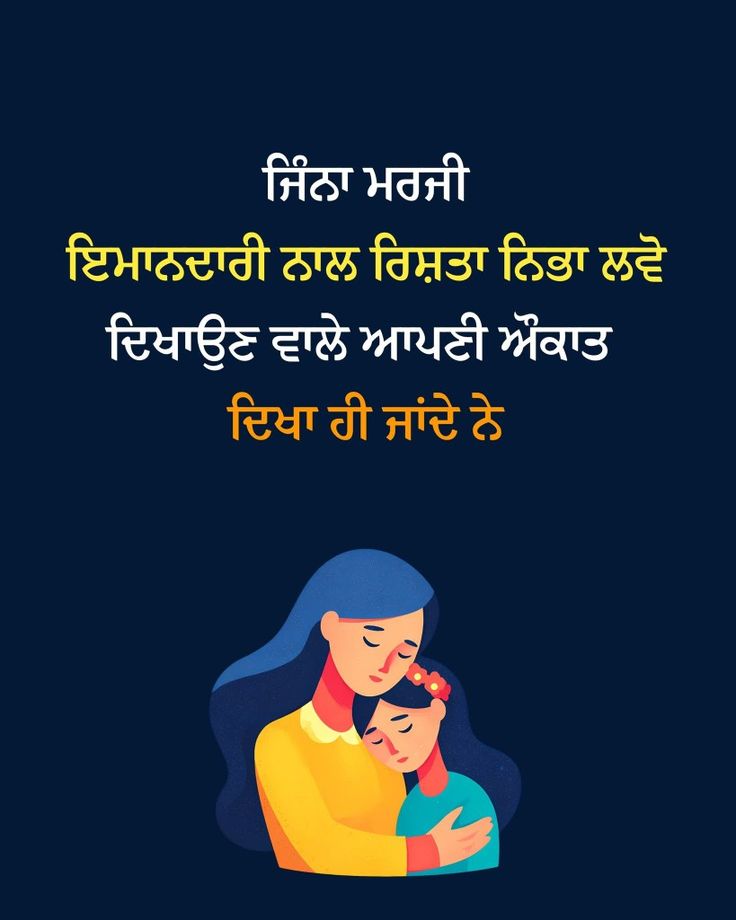 ਜਿੰਨਾ ਮਰਜੀ
ਇਮਾਨਦਾਰੀ ਨਾਲ ਰਿਸ਼ਤਾ ਨਿਭਾ ਲਵੋ
ਦਿਖਾਉਣ ਵਾਲੇ ਆਪਣੀ ਔਕਾਤ
ਦਿਖਾ ਹੀ ਜਾਂਦੇ ਨੇ